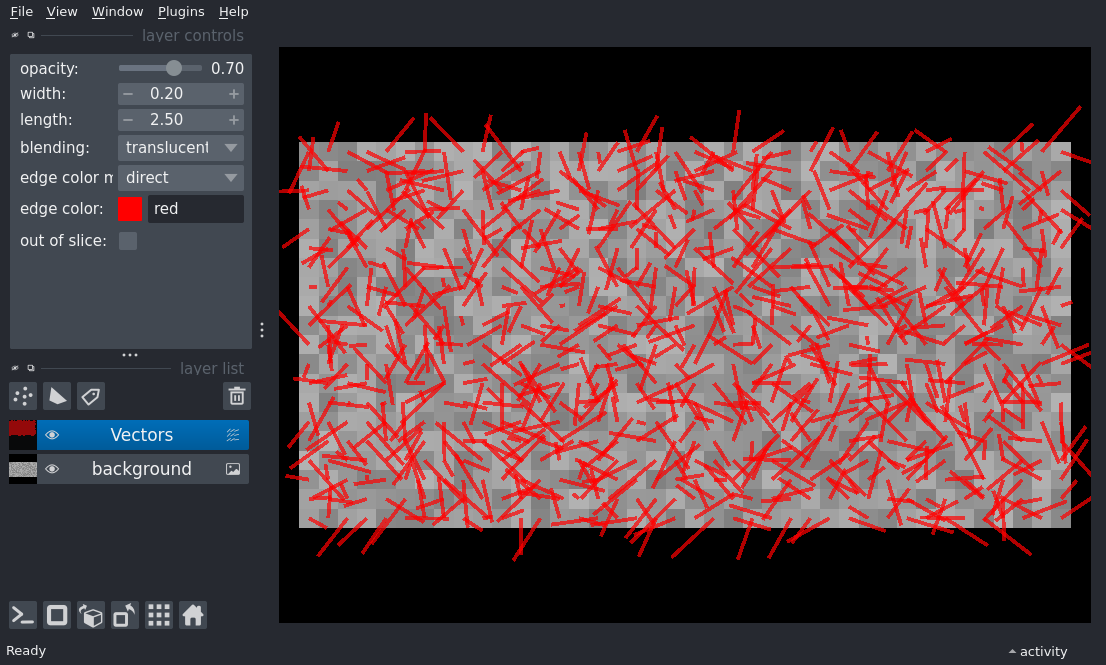 File View Window Plugins Help
layer controls
opacity: 0.70
width: 0.20
length: 2.50
blending: translucent
edge color m direct
edge color: red
out of slice:
layer list
Vectors
background
Ready
activity